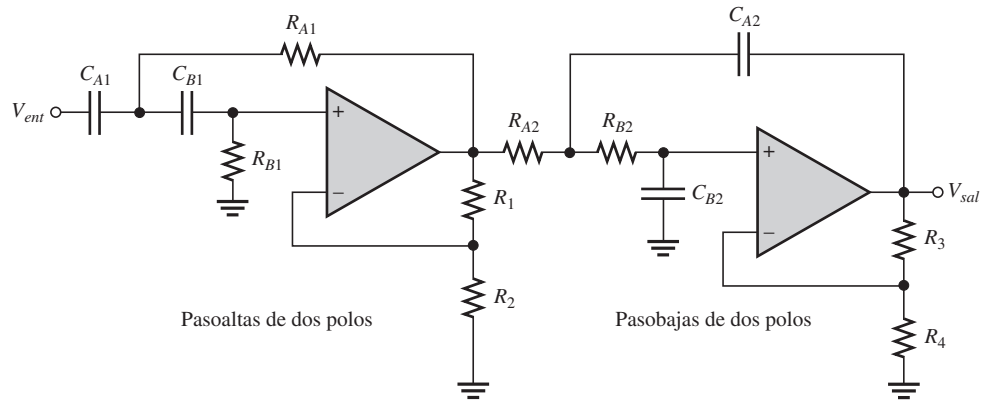 R_A1
C_A2
C_A1
C_B1
V_ent
+
R_A2
R_B2
R_B1
+
−
R_1
C_B2
V_sal
−
R_3
R_2
Pasoaltas de dos polos
Pasobajas de dos polos
R_4